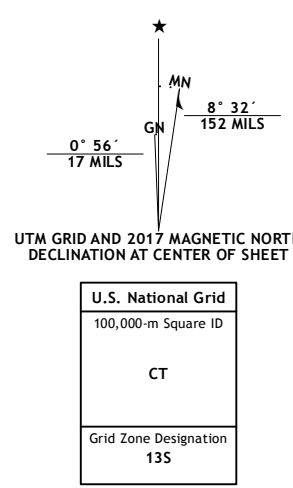 ★
MN
GN
8° 32´
152 MILS
0° 56´
17 MILS
UTM GRID AND 2017 MAGNETIC NORTH
DECLINATION AT CENTER OF SHEET
U.S. National Grid
100,000-m Square ID
CT
Grid Zone Designation
13S